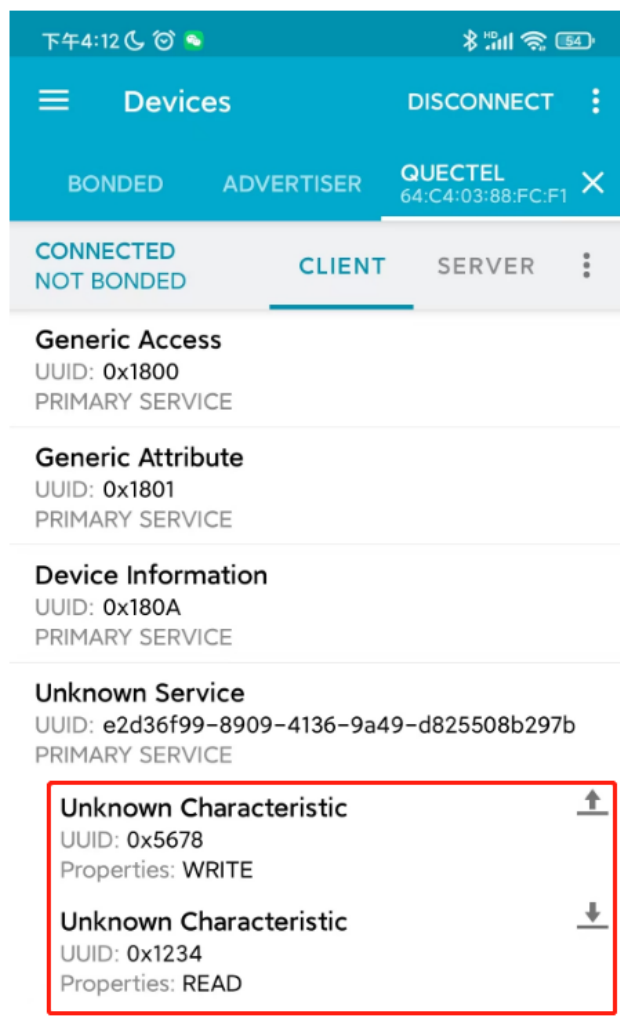 下午4:12
HD
54
Devices
DISCONNECT
BONDED
ADVERTISER
QUECTEL
64:C4:03:88:FC:F1
CONNECTED
NOT BONDED
CLIENT
SERVER
Generic Access
UUID: 0x1800
PRIMARY SERVICE
Generic Attribute
UUID: 0x1801
PRIMARY SERVICE
Device Information
UUID: 0x180A
PRIMARY SERVICE
Unknown Service
UUID: e2d36f99-8909-4136-9a49-d825508b297b
PRIMARY SERVICE
Unknown Characteristic
UUID: 0x5678
Properties: WRITE
Unknown Characteristic
UUID: 0x1234
Properties: READ